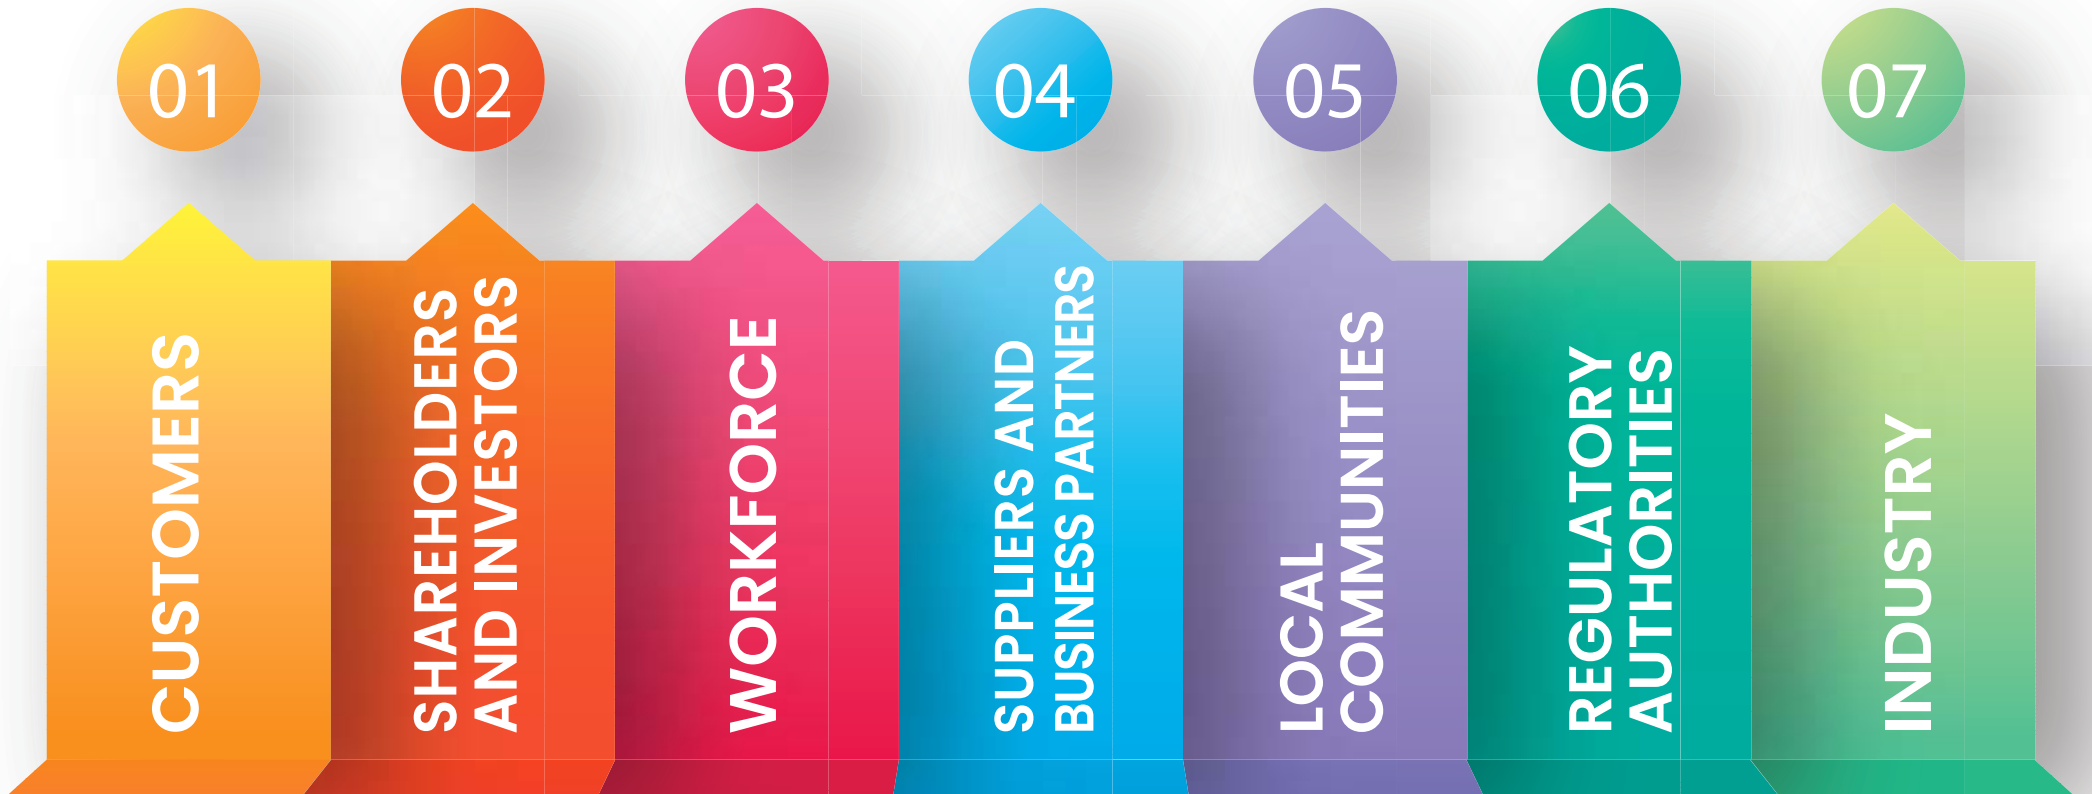 01
CUSTOMERS
02
SHAREHOLDERS
AND INVESTORS
03
WORKFORCE
04
SUPPLIERS AND
BUSINESS PARTNERS
05
LOCAL
COMMUNITIES
06
REGULATORY
AUTHORITIES
07
INDUSTRY